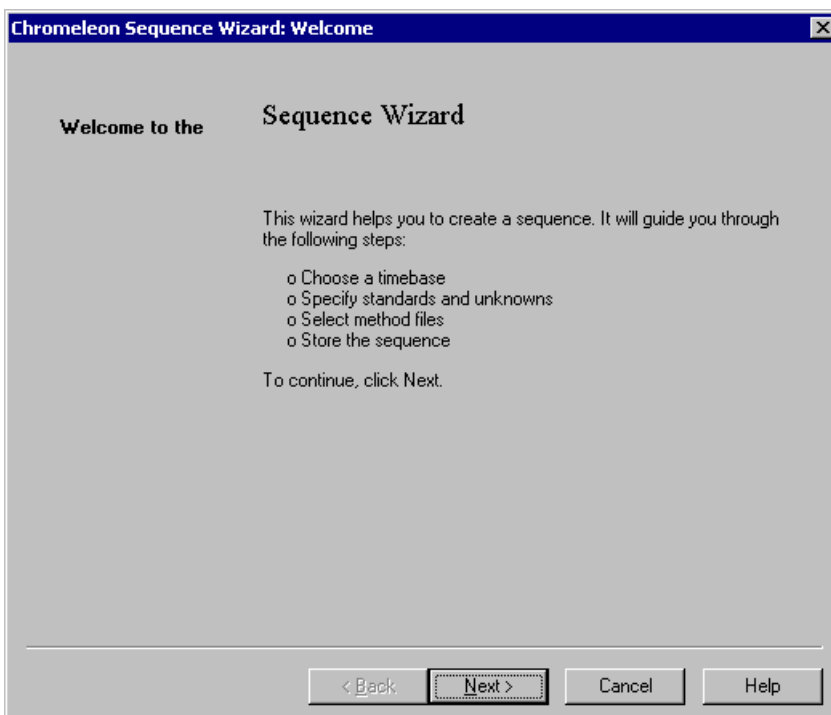 Chromeleon Sequence Wizard: Welcome
Welcome to the
Sequence Wizard
This wizard helps you to create a sequence. It will guide you through
the following steps:
o Choose a timebase
o Specify standards and unknowns
o Select method files
o Store the sequence
To continue, click Next.
< Back
Next >
Cancel
Help